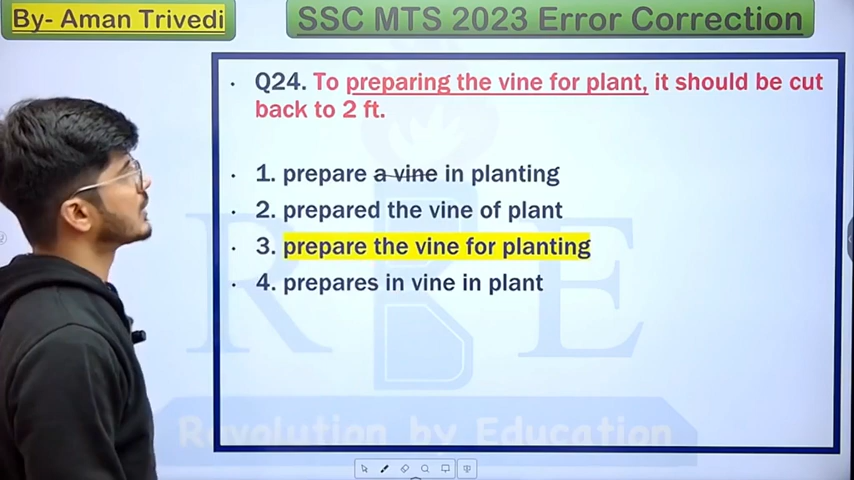 By- Aman Trivedi
SSC MTS 2023 Error Correction
• Q24. To preparing the vine for plant, it should be cut
back to 2 ft.
• 1. prepare a vine in planting
• 2. prepared the vine of plant
• 3. prepare the vine for planting
• 4. prepares in vine in plant
RBE
Revolution by Education